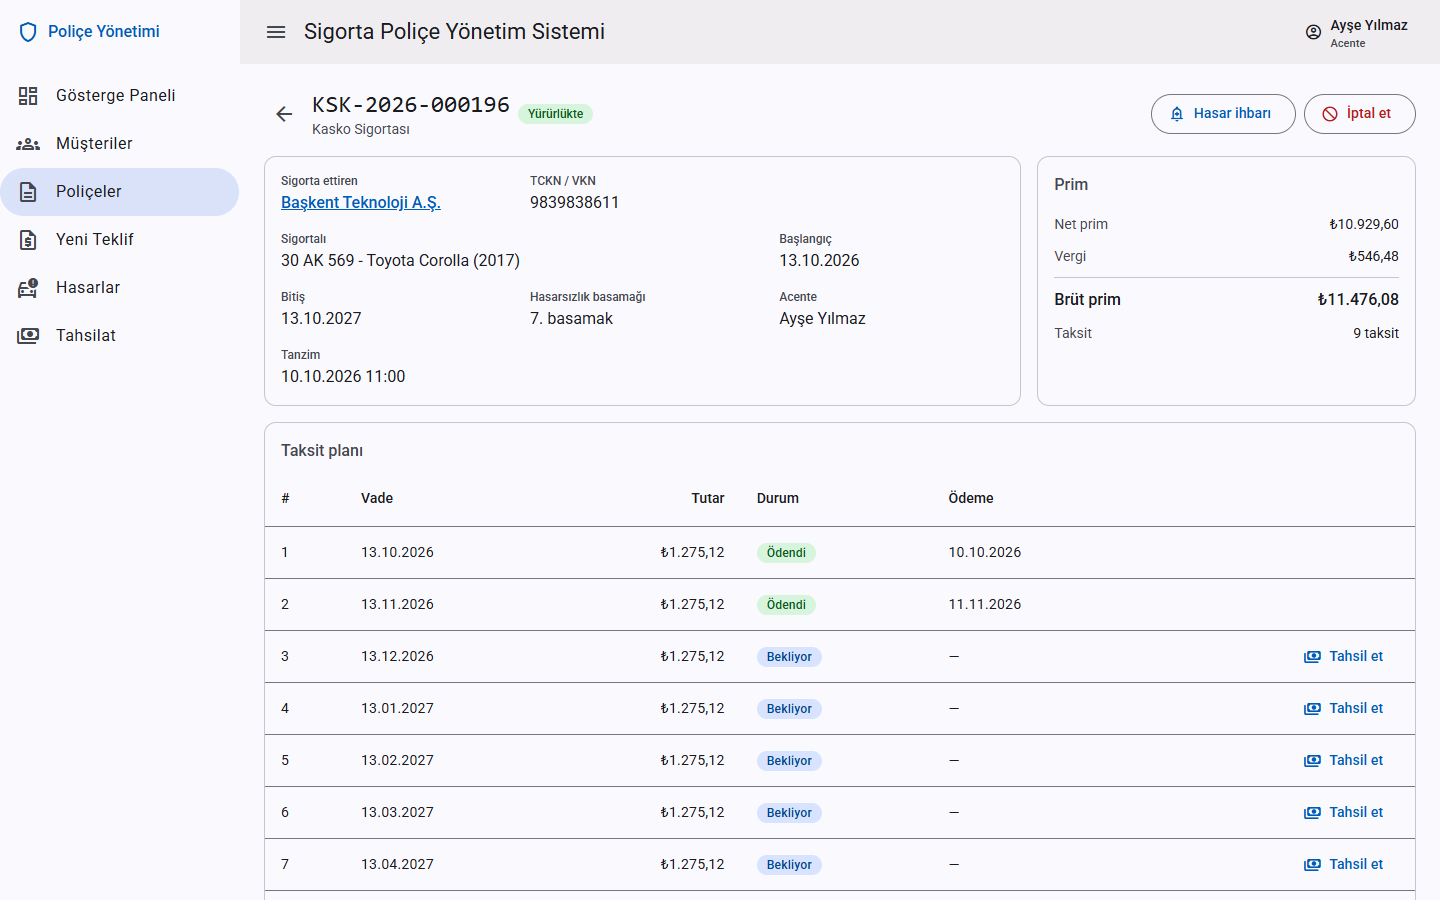 Poliçe Yönetimi
Sigorta Poliçe Yönetim Sistemi
Ayşe Yılmaz
Acente
Gösterge Paneli
Müşteriler
Poliçeler
Yeni Teklif
Hasarlar
Tahsilat
KSK-2026-000196
Yürürlükte
Kasko Sigortası
Hasar ihbarı
İptal et
Sigorta ettiren
TCKN / VKN
Başkent Teknoloji A.Ş.
9839838611
Sigortalı
Başlangıç
30 AK 569 - Toyota Corolla (2017)
13.10.2026
Bitiş
Hasarsızlık basamağı
Acente
13.10.2027
7. basamak
Ayşe Yılmaz
Tanzim
10.10.2026 11:00
Prim
Net prim ₺10.929,60
Vergi ₺546,48
Brüt prim ₺11.476,08
Taksit 9 taksit
Taksit planı
# Vade Tutar Durum Ödeme
1 13.10.2026 ₺1.275,12 Ödendi 10.10.2026
2 13.11.2026 ₺1.275,12 Ödendi 11.11.2026
3 13.12.2026 ₺1.275,12 Bekliyor — Tahsil et
4 13.01.2027 ₺1.275,12 Bekliyor — Tahsil et
5 13.02.2027 ₺1.275,12 Bekliyor — Tahsil et
6 13.03.2027 ₺1.275,12 Bekliyor — Tahsil et
7 13.04.2027 ₺1.275,12 Bekliyor — Tahsil et